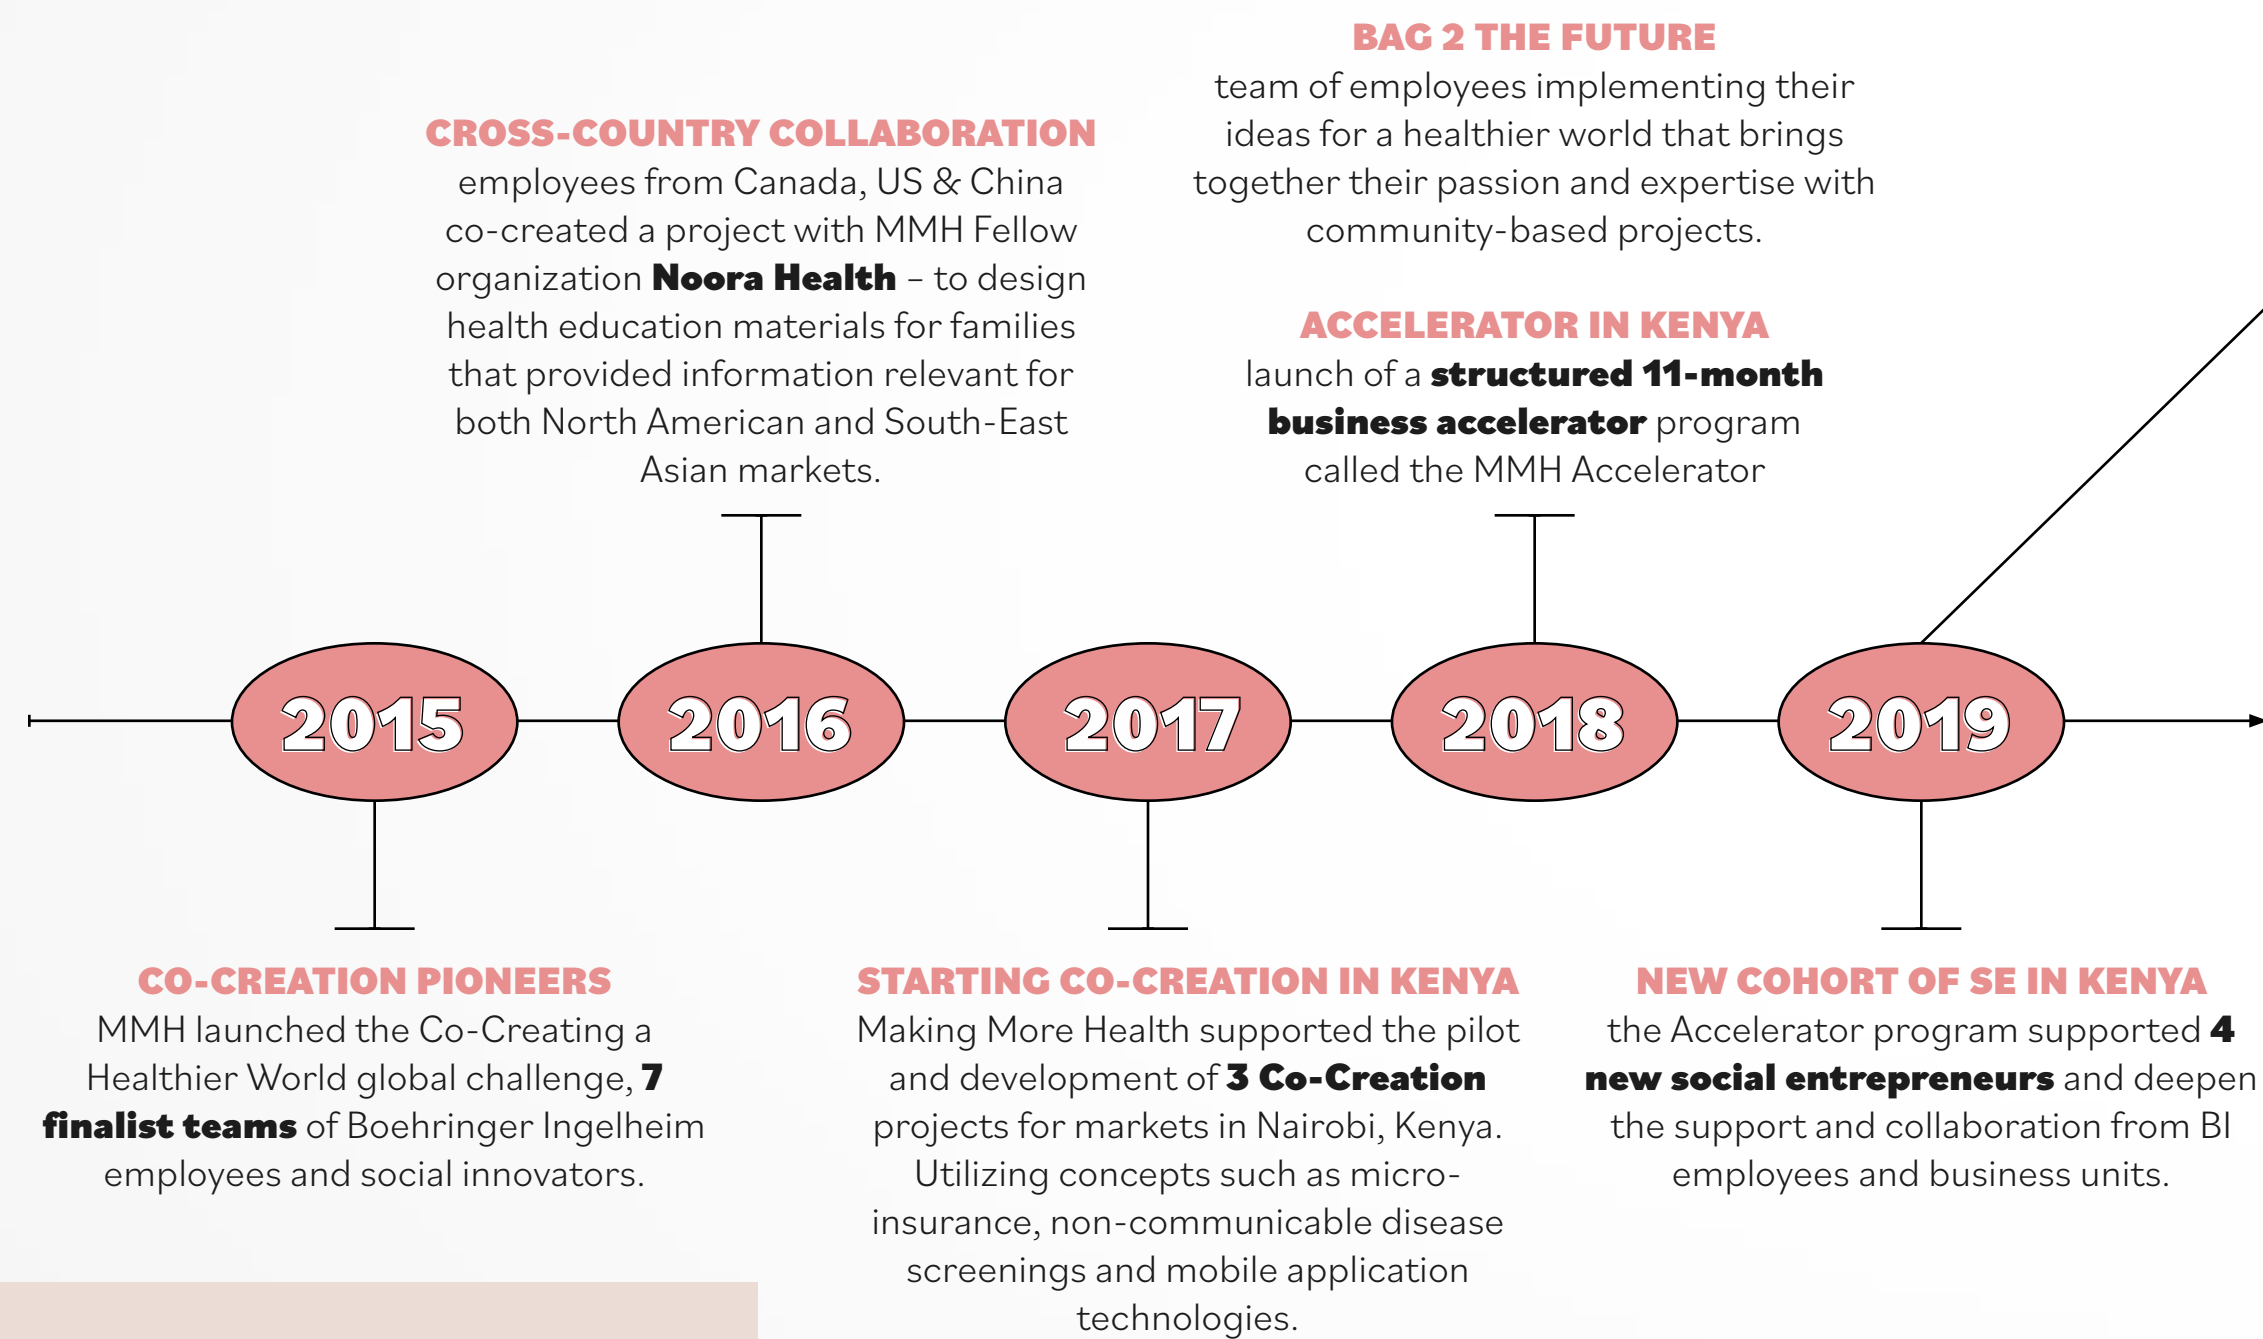 BAG 2 THE FUTURE
team of employees implementing their
ideas for a healthier world that brings
together their passion and expertise with
community-based projects.
CROSS-COUNTRY COLLABORATION
employees from Canada, US & China
co-created a project with MMH Fellow
organization Noora Health – to design
health education materials for families
that provided information relevant for
both North American and South-East
Asian markets.
ACCELERATOR IN KENYA
launch of a structured 11-month
business accelerator program
called the MMH Accelerator
2015
2016
2017
2018
2019
CO-CREATION PIONEERS
MMH launched the Co-Creating a
Healthier World global challenge, 7
finalist teams of Boehringer Ingelheim
employees and social innovators.
STARTING CO-CREATION IN KENYA
Making More Health supported the pilot
and development of 3 Co-Creation
projects for markets in Nairobi, Kenya.
Utilizing concepts such as micro-
insurance, non-communicable disease
screenings and mobile application
technologies.
NEW COHORT OF SE IN KENYA
the Accelerator program supported 4
new social entrepreneurs and deepen
the support and collaboration from BI
employees and business units.